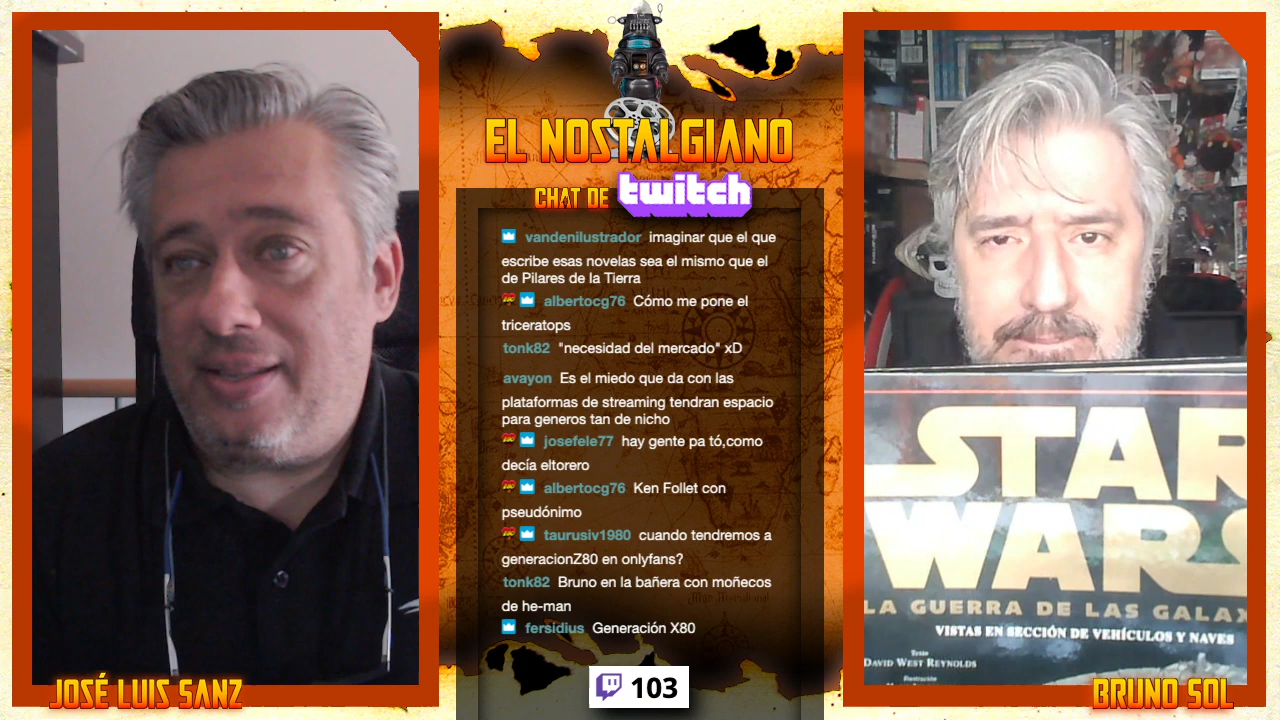 EL NOSTALGIANO
CHAT DE twitch
vandenilustrador imaginar que el que
escribe esas novelas sea el mismo que el
de Pilares de la Tierra
albertocg76 Cómo me pone el
triceratops
tonk82 "necesidad del mercado" xD
avayon Es el miedo que da con las
plataformas de streaming tendran espacio
para generos tan de nicho
josefele77 hay gente pa tó,como
decía eltorero
albertocg76 Ken Follet con
pseudónimo
taurusiv1980 cuando tendremos a
generacionZ80 en onlyfans?
tonk82 Bruno en la bañera con moñecos
de he-man
fersidius Generación X80
103
JOSÉ LUIS SANZ
STAR
WARS
LA GUERRA DE LAS GALAX
VISTAS EN SECCIÓN DE VEHÍCULOS Y NAVES
Texto
DAVID WEST REYNOLDS
Ilustración
BRUNO SOL